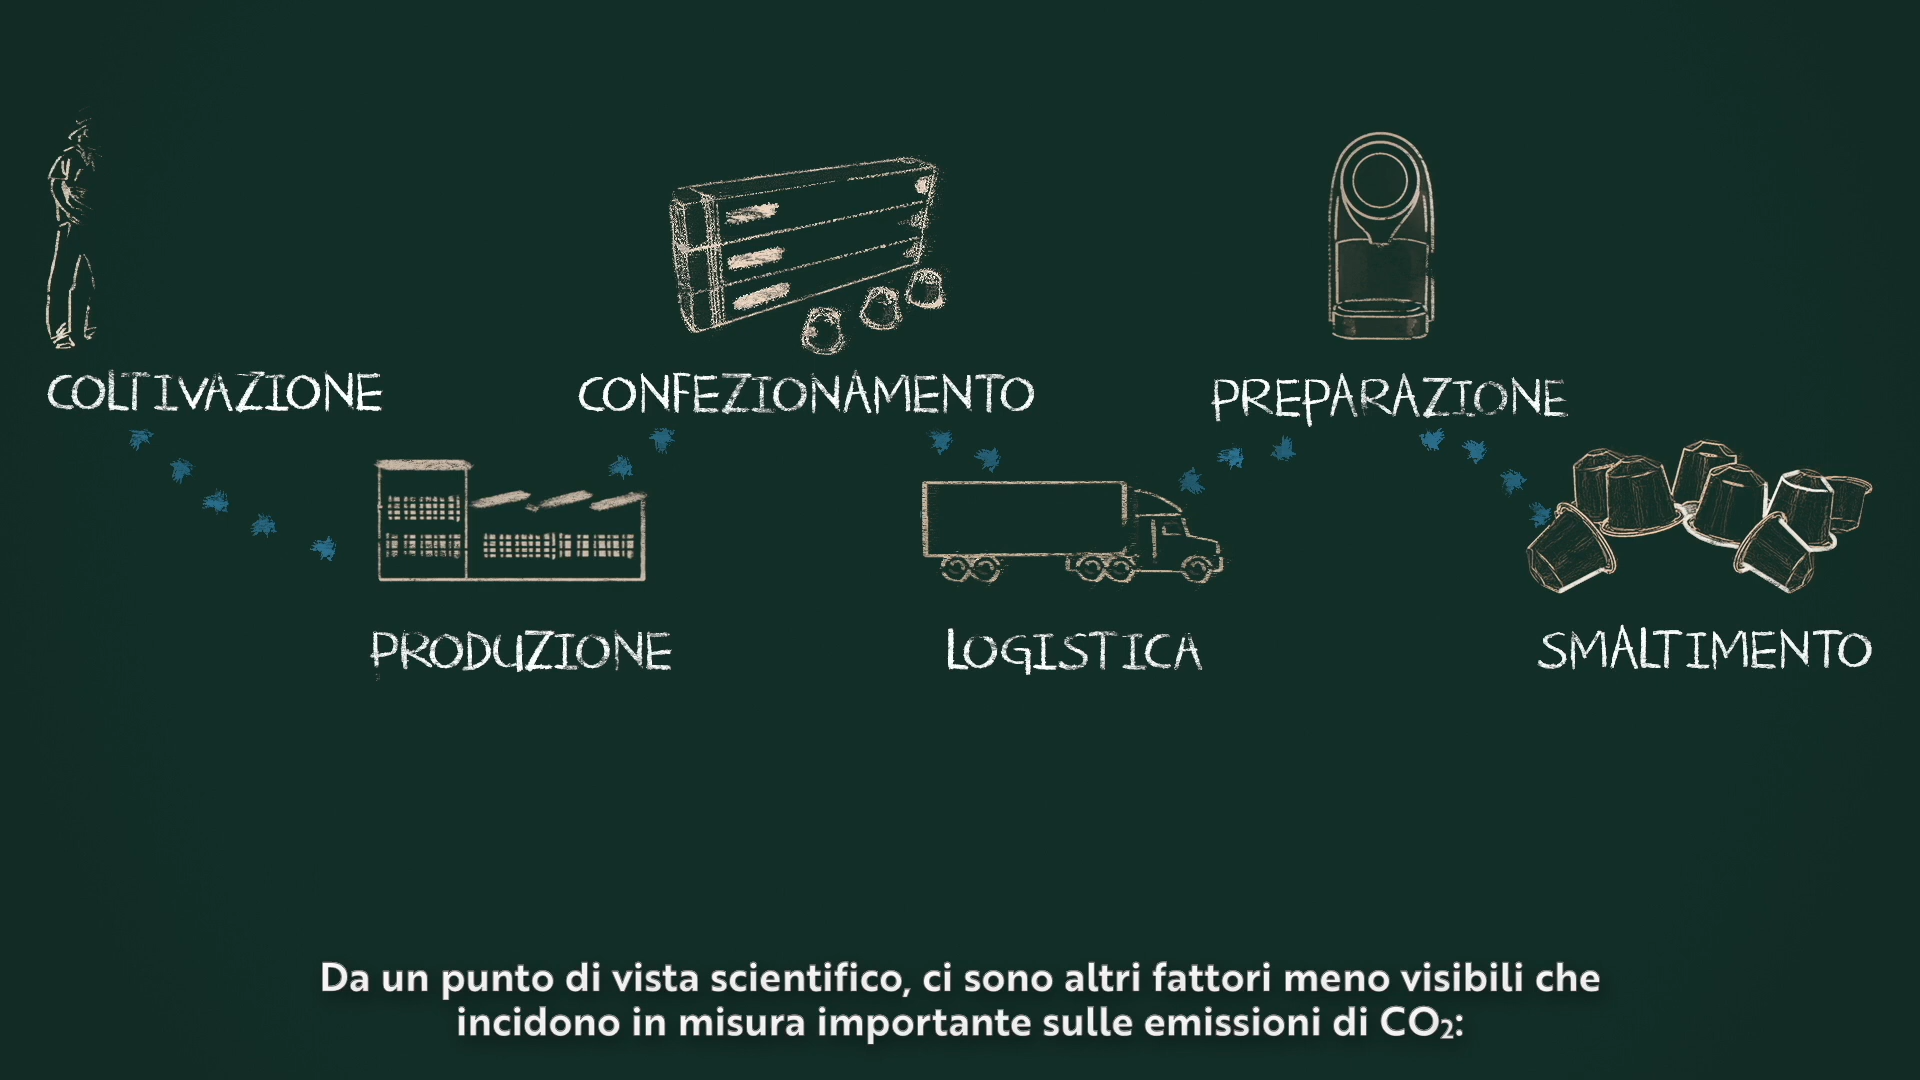 COLTIVAZIONE
CONFEZIONAMENTO
PREPARAZIONE
PRODUZIONE
LOGISTICA
SMALTIMENTO
Da un punto di vista scientifico, ci sono altri fattori meno visibili che
incidono in misura importante sulle emissioni di CO₂: